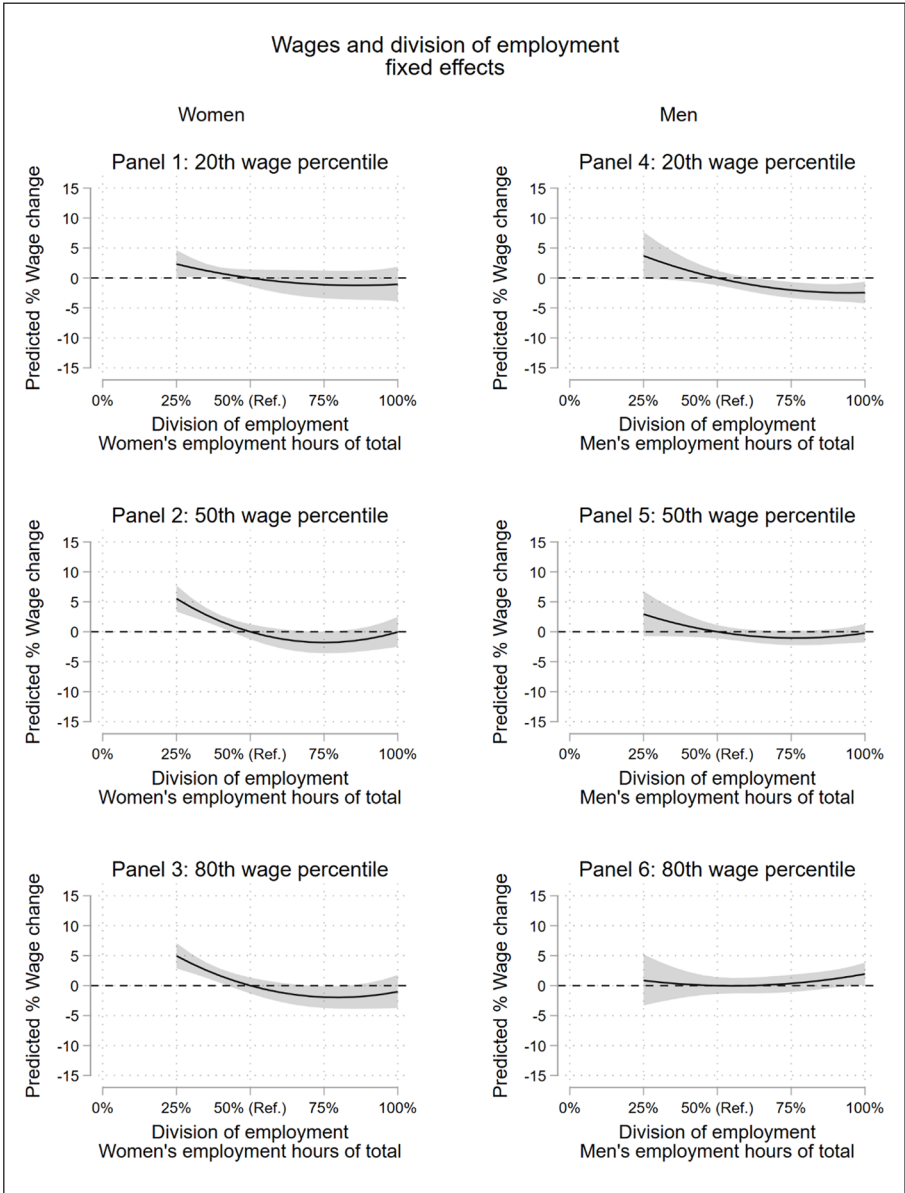 Wages and division of employment
fixed effects
Women
Men
Panel 1: 20th wage percentile
Predicted % Wage change
15
10
5
0
-5
-10
-15
0% 25% 50% (Ref.) 75% 100%
Division of employment
Women's employment hours of total
Panel 4: 20th wage percentile
Predicted % Wage change
15
10
5
0
-5
-10
-15
0% 25% 50% (Ref.) 75% 100%
Division of employment
Men's employment hours of total
Panel 2: 50th wage percentile
Predicted % Wage change
15
10
5
0
-5
-10
-15
0% 25% 50% (Ref.) 75% 100%
Division of employment
Women's employment hours of total
Panel 5: 50th wage percentile
Predicted % Wage change
15
10
5
0
-5
-10
-15
0% 25% 50% (Ref.) 75% 100%
Division of employment
Men's employment hours of total
Panel 3: 80th wage percentile
Predicted % Wage change
15
10
5
0
-5
-10
-15
0% 25% 50% (Ref.) 75% 100%
Division of employment
Women's employment hours of total
Panel 6: 80th wage percentile
Predicted % Wage change
15
10
5
0
-5
-10
-15
0% 25% 50% (Ref.) 75% 100%
Division of employment
Men's employment hours of total